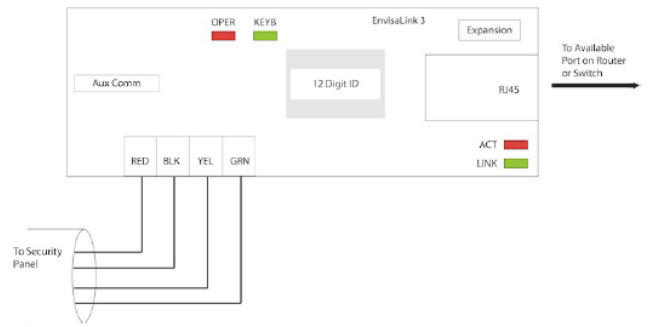 OPER KEYB
EnvisaLink 3
Expansion
To Available
Port on Router
or Switch
Aux Comm
12 Digit ID
RJ45
ACT
LINK
RED BLK YEL GRN
To Security
Panel